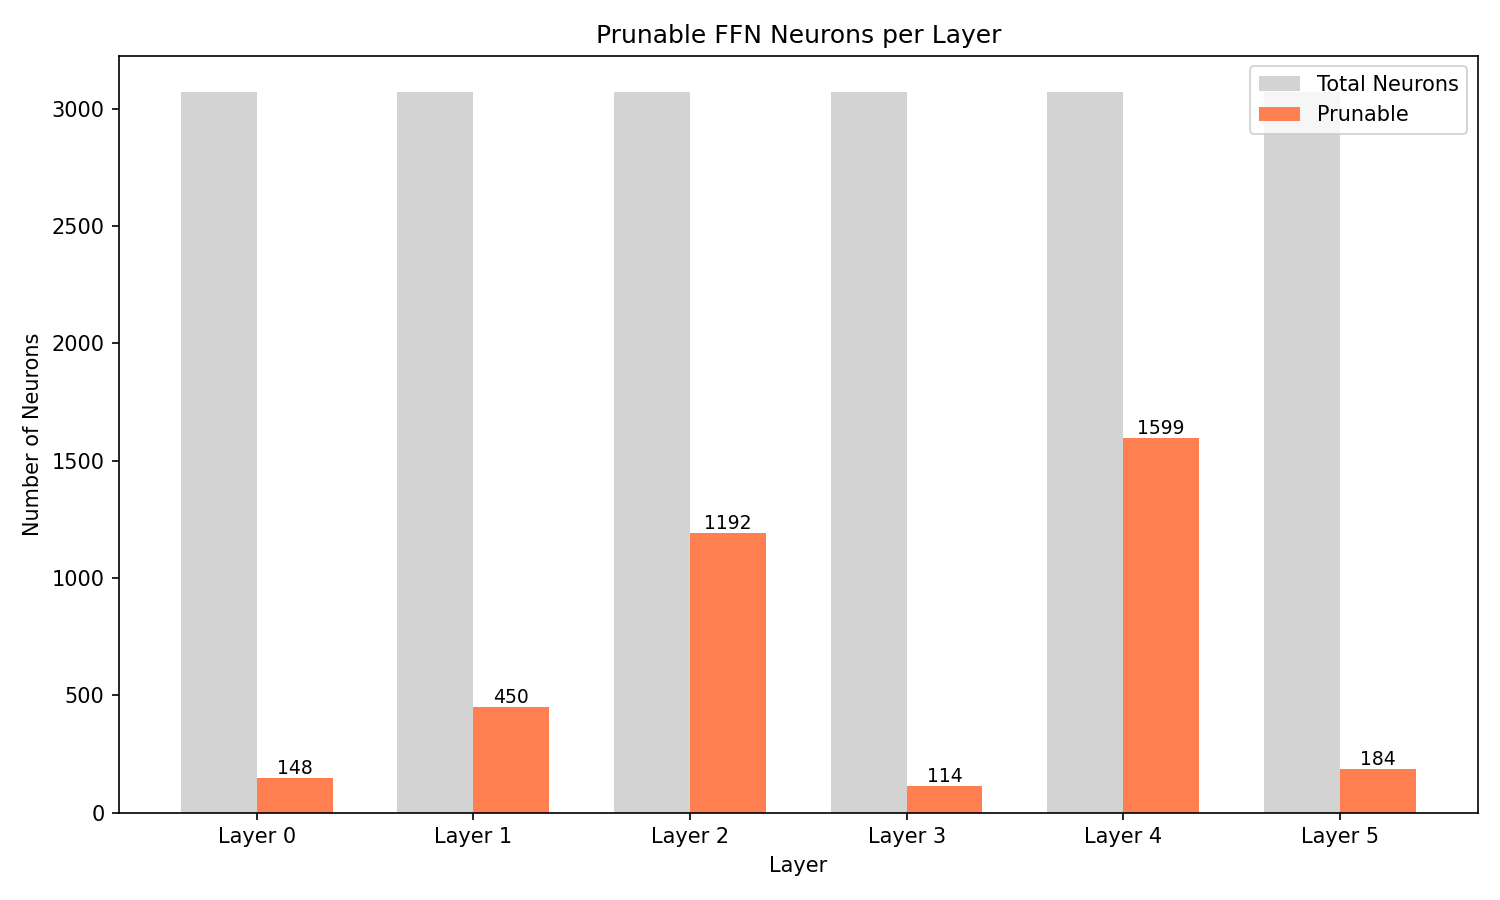 Prunable FFN Neurons per Layer
Total Neurons
Prunable
Number of Neurons
3000
2500
2000
1500
1000
500
0
148
450
1192
114
1599
184
Layer 0
Layer 1
Layer 2
Layer 3
Layer 4
Layer 5
Layer